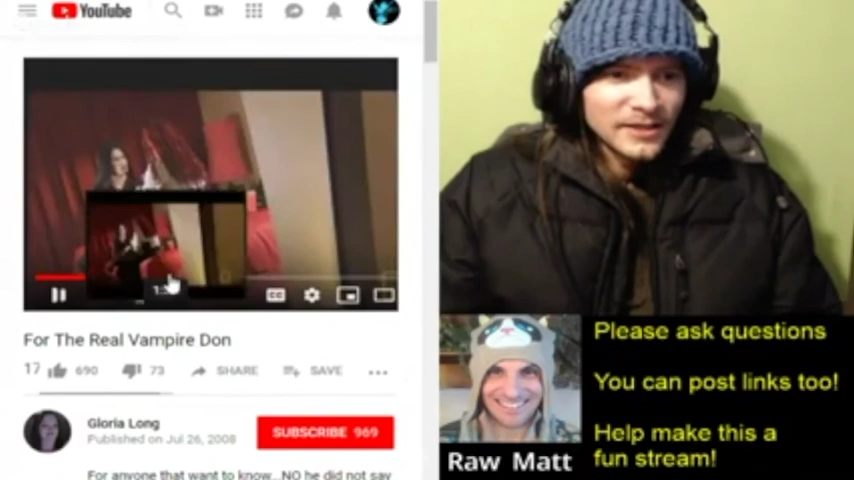 YouTube
CC
For The Real Vampire Don
17
690
73
SHARE
SAVE
Gloria Long
Published on Jul 26, 2008
SUBSCRIBE 969
For anyone that want to know...NO he did not say
Please ask questions
You can post links too!
Help make this a
fun stream!
Raw Matt